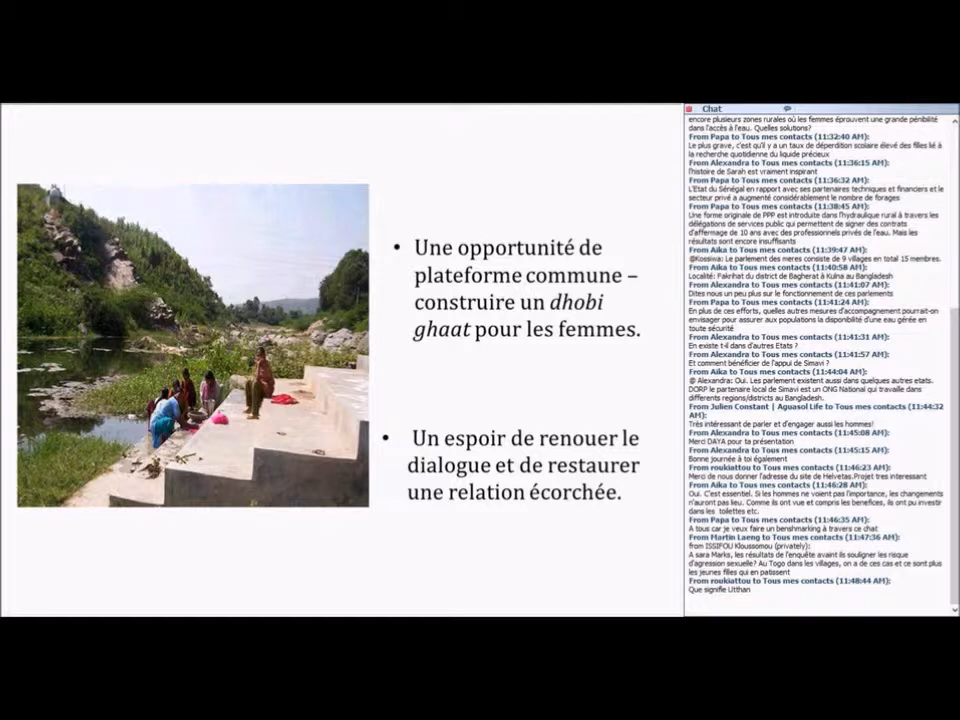 • Une opportunité de
plateforme commune –
construire un dhobi
ghaat pour les femmes.
• Un espoir de renouer le
dialogue et de restaurer
une relation écorchée.
Chat
encore plusieurs zones rurales où les femmes éprouvent une grande pénibilité
dans l'accès à l'eau. Quelles solutions?
From Papa to Tous mes contacts (11:32:40 AM):
Le plus grave, c'est qu'il y a un taux de déperdition scolaire élevé des filles lié à
la recherche quotidienne du liquide précieux
From Alexandra to Tous mes contacts (11:36:15 AM):
l'histoire de Sarah est vraiment inspirant
From Papa to Tous mes contacts (11:36:32 AM):
L'Etat du Sénégal en rapport avec ses partenaires techniques et financiers et le
secteur privé a augmenté considérablement le nombre de forages
From Papa to Tous mes contacts (11:38:45 AM):
Une forme originale de PPP est introduite dans l'hydraulique rural à travers les
délégations de services public qui permettent de signer des contrats
d'affermage de 10 ans avec des professionnels privés de l'eau. Mais les
résultats sont encore insuffisants
From Aika to Tous mes contacts (11:39:47 AM):
@Kossiwa: Le parlement des meres consiste de 9 villages en total 15 membres.
From Aika to Tous mes contacts (11:40:58 AM):
Localité: Fakrihat du district de Bagherat à Kulna au Bangladesh
From Alexandra to Tous mes contacts (11:41:07 AM):
Dites nous un peu plus sur le fonctionnement de ces parlements
From Papa to Tous mes contacts (11:41:24 AM):
En plus de ces efforts, quelles autres mesures d'accompagnement pourrait-on
envisager pour assurer aux populations la disponibilité d'une eau gérée en
toute sécurité
From Alexandra to Tous mes contacts (11:41:31 AM):
En existe t-il dans d'autres Etats ?
From Alexandra to Tous mes contacts (11:41:57 AM):
Et comment bénéficier de l'appui de Simavi ?
From Aika to Tous mes contacts (11:44:04 AM):
@ Alexandra: Oui. Les parlement existent aussi dans quelques autres etats.
DORP le partenaire local de Simavi est un ONG National qui travaille dans
differents regions/districts au Bangladesh.
From Julien Constant | Aguasol Life to Tous mes contacts (11:44:32
AM):
Très intéressant de parler et d'engager aussi les hommes!
From Alexandra to Tous mes contacts (11:45:08 AM):
Merci DAYA pour ta présentation
From Alexandra to Tous mes contacts (11:45:15 AM):
Bonne journée à toi également
From roukiattou to Tous mes contacts (11:46:23 AM):
Merci de nous donner l'adresse du site de Helvetas.Projet tres interessant
From Aika to Tous mes contacts (11:46:28 AM):
Oui. C'est essentiel. Si les hommes ne voient pas l'importance, les changements
n'auront pas lieu. Comme ils ont vue et compris les benefices, ils ont pu investir
dans les toilettes etc.
From Papa to Tous mes contacts (11:46:35 AM):
A tous car je veux faire un benshmarking à travers ce chat
From Martin Laeng to Tous mes contacts (11:47:36 AM):
from ISSIFOU Kloussomou (privately):
A sara Marks, les résultats de l'enquête avaint ils souligner les risque
d'agression sexuelle? Au Togo dans les villages, on a de ces cas et ce sont plus
les jeunes filles qui en patissent
From roukiattou to Tous mes contacts (11:48:44 AM):
Que signifie Utthan